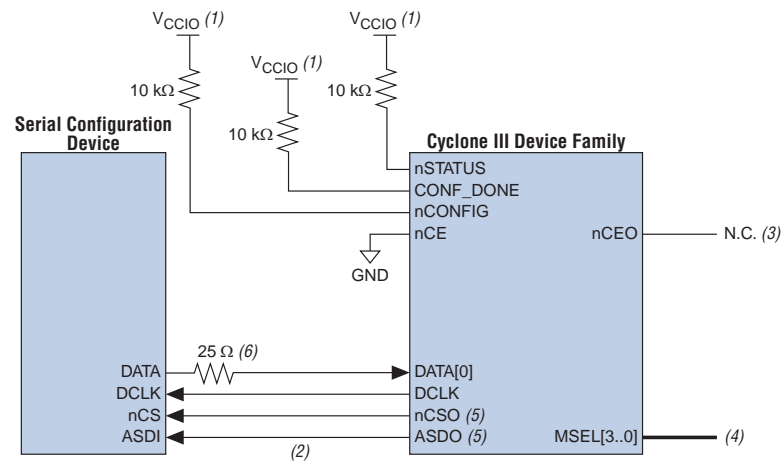 VCCIO (1)
VCCIO (1)
VCCIO (1)
10 kΩ
10 kΩ
10 kΩ
Serial Configuration
Device
Cyclone III Device Family
nSTATUS
CONF_DONE
nCONFIG
nCE
nCEO
N.C. (3)
GND
25 Ω (6)
DATA
DATA[0]
DCLK
DCLK
nCS
nCSO (5)
ASDI
(2)
ASDO (5)
MSEL[3..0]
(4)